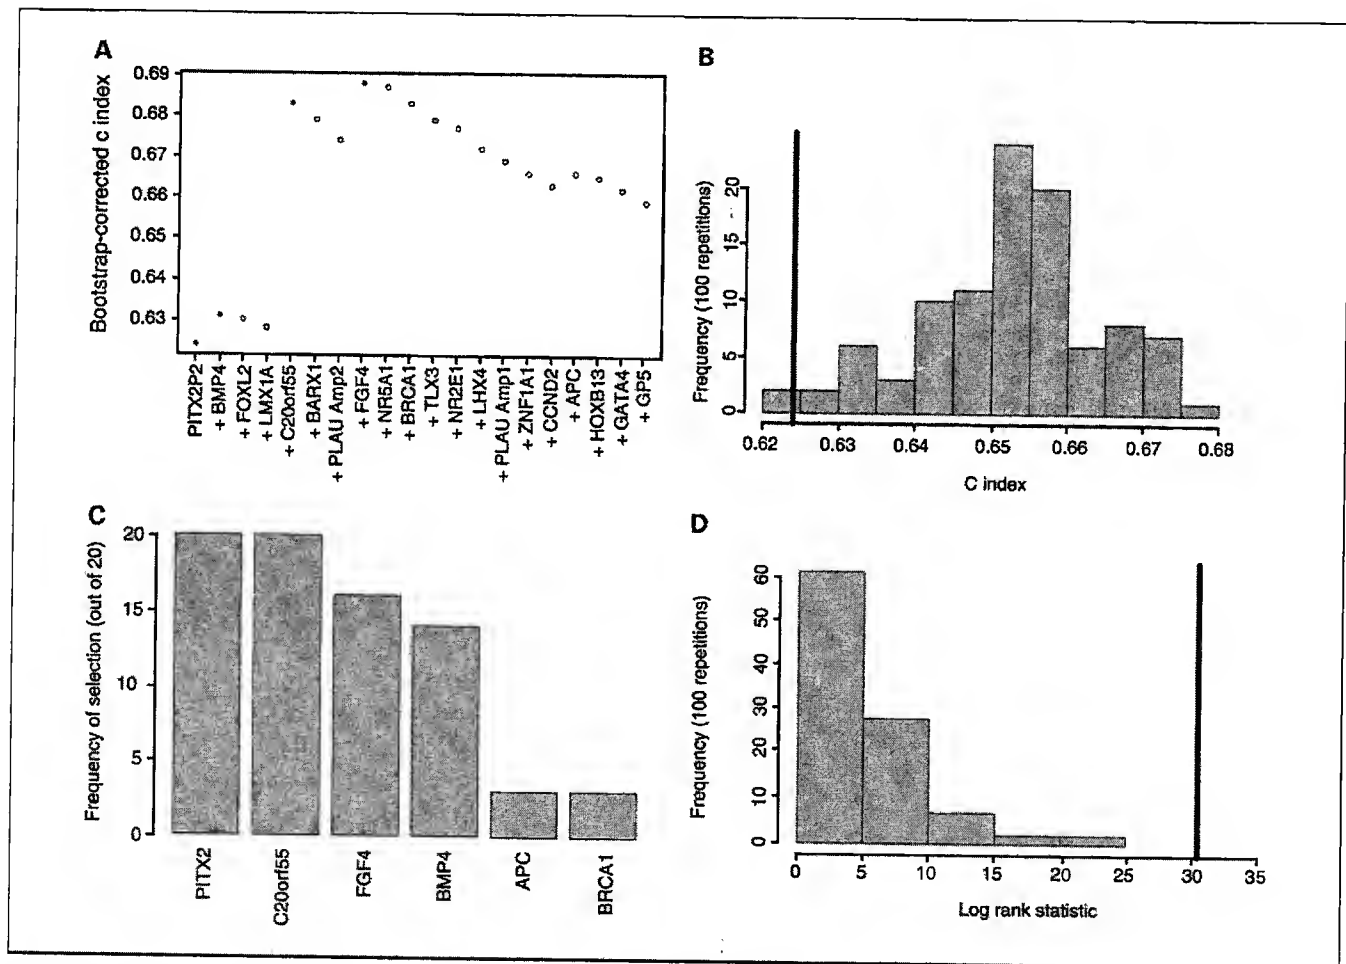 A
Bootstrap-corrected c index
0.69
0.68
0.67
0.66
0.65
0.64
0.63
PITX2P2
+ BMP4
+ FOXL2
+ LMX1A
+ C20orf55
+ BARX1
+ PLAU Amp2
+ FGF4
+ NR5A1
+ BRCA1
+ TLX3
+ NR2E1
+ LHX4
+ PLAU Amp1
+ ZNF1A1
+ CCND2
+ APC
+ HOXB13
+ GATA4
+ GP5
B
Frequency (100 repetitions)
20
15
10
5
0
0.62 0.63 0.64 0.65 0.66 0.67 0.68
C index
C
Frequency of selection (out of 20)
20
15
10
5
0
PITX2
C20orf55
FGF4
BMP4
APC
BRCA1
D
Frequency (100 repetitions)
60
50
40
30
20
10
0
0 5 10 15 20 25 30 35
Log rank statistic